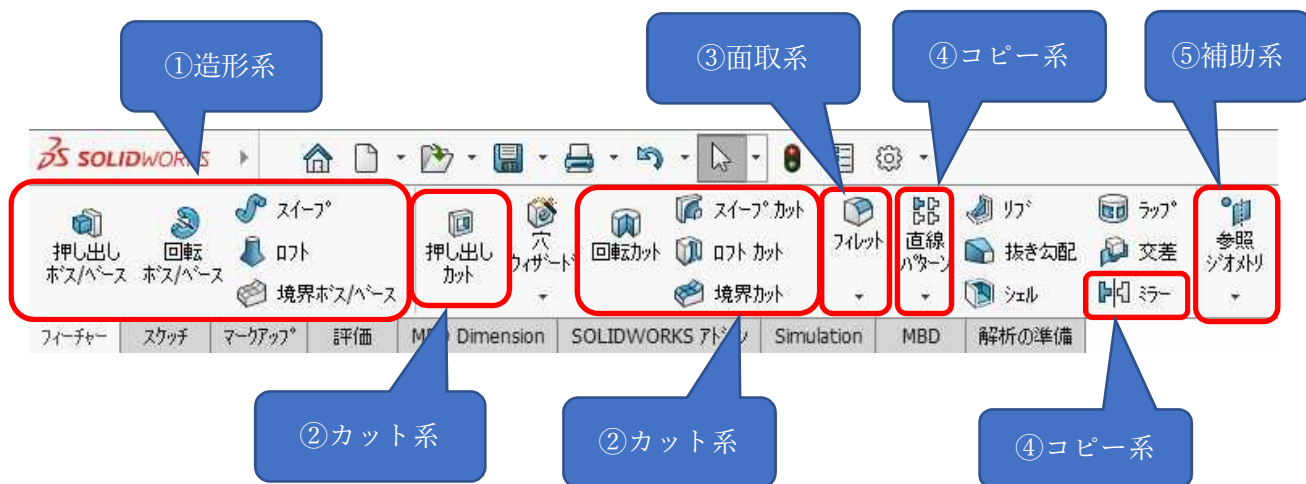 ①造形系
③面取系
④コピー系
⑤補助系
SOLIDWORKS
押し出し
ボス/ベース
回転
ボス/ベース
スイープ
ロフト
境界ボス/ベース
押し出し
カット
穴
ウィザード
回転カット
スイープ カット
ロフト カット
境界カット
フィレット
直線
パターン
リブ
抜き勾配
シェル
ラップ
交差
ミラー
参照
ジオメトリ
フィーチャー
スケッチ
マークアップ
評価
Dimension
SOLIDWORKS
Simulation
MBD
解析の準備
②カット系
②カット系
④コピー系